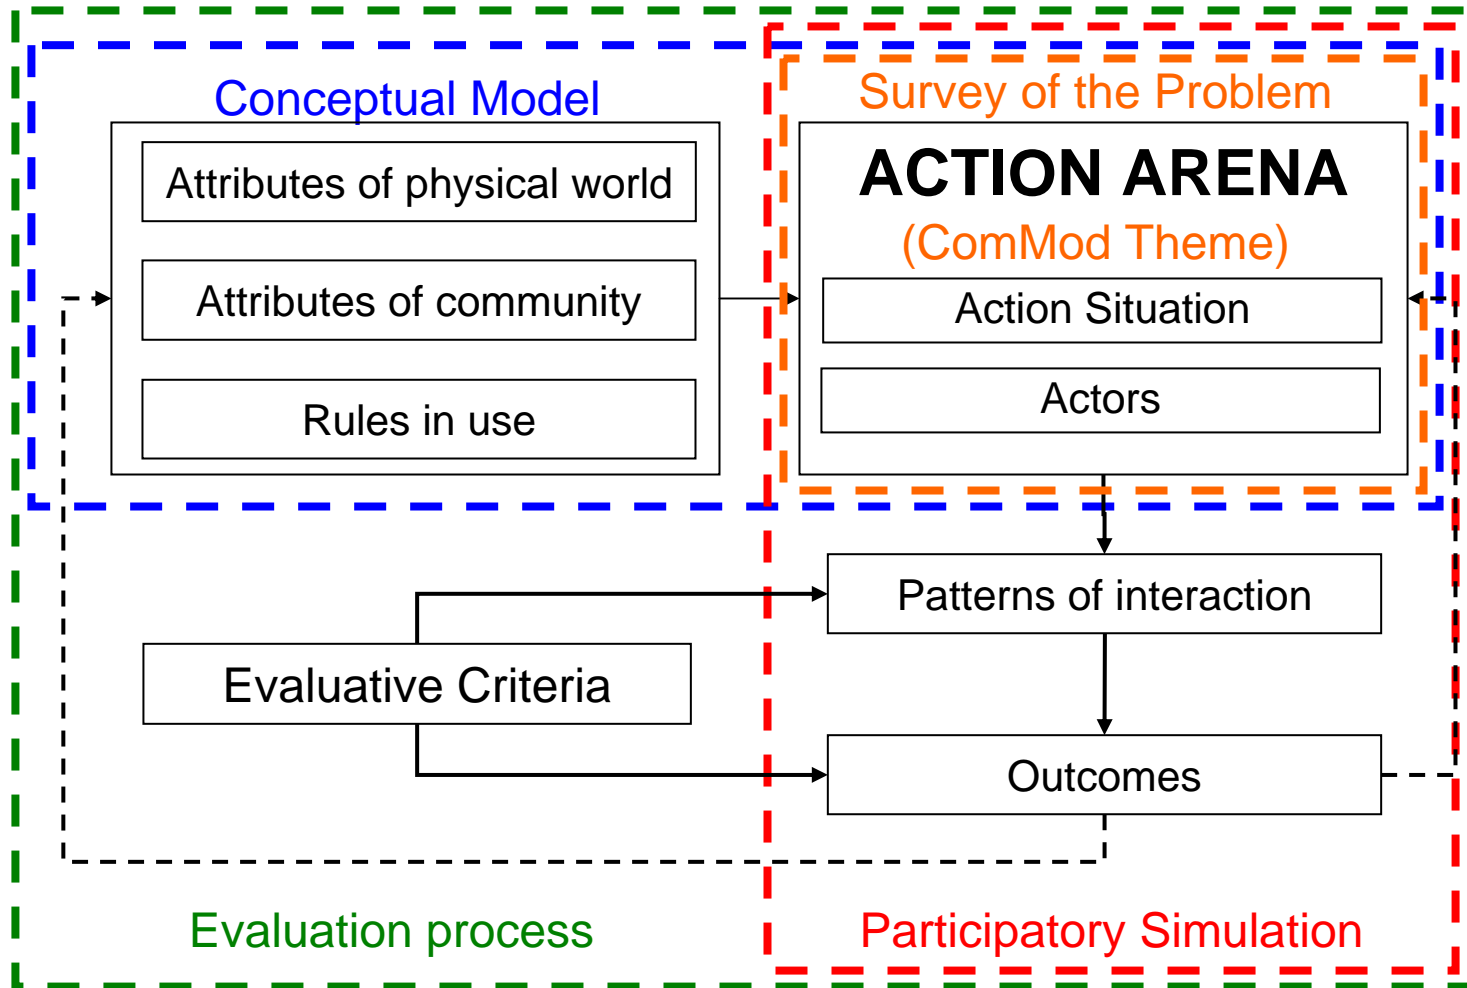 Conceptual Model
Survey of the Problem
Attributes of physical world
Attributes of community
Rules in use
ACTION ARENA
(ComMod Theme)
Action Situation
Actors
Patterns of interaction
Evaluative Criteria
Outcomes
Evaluation process
Participatory Simulation